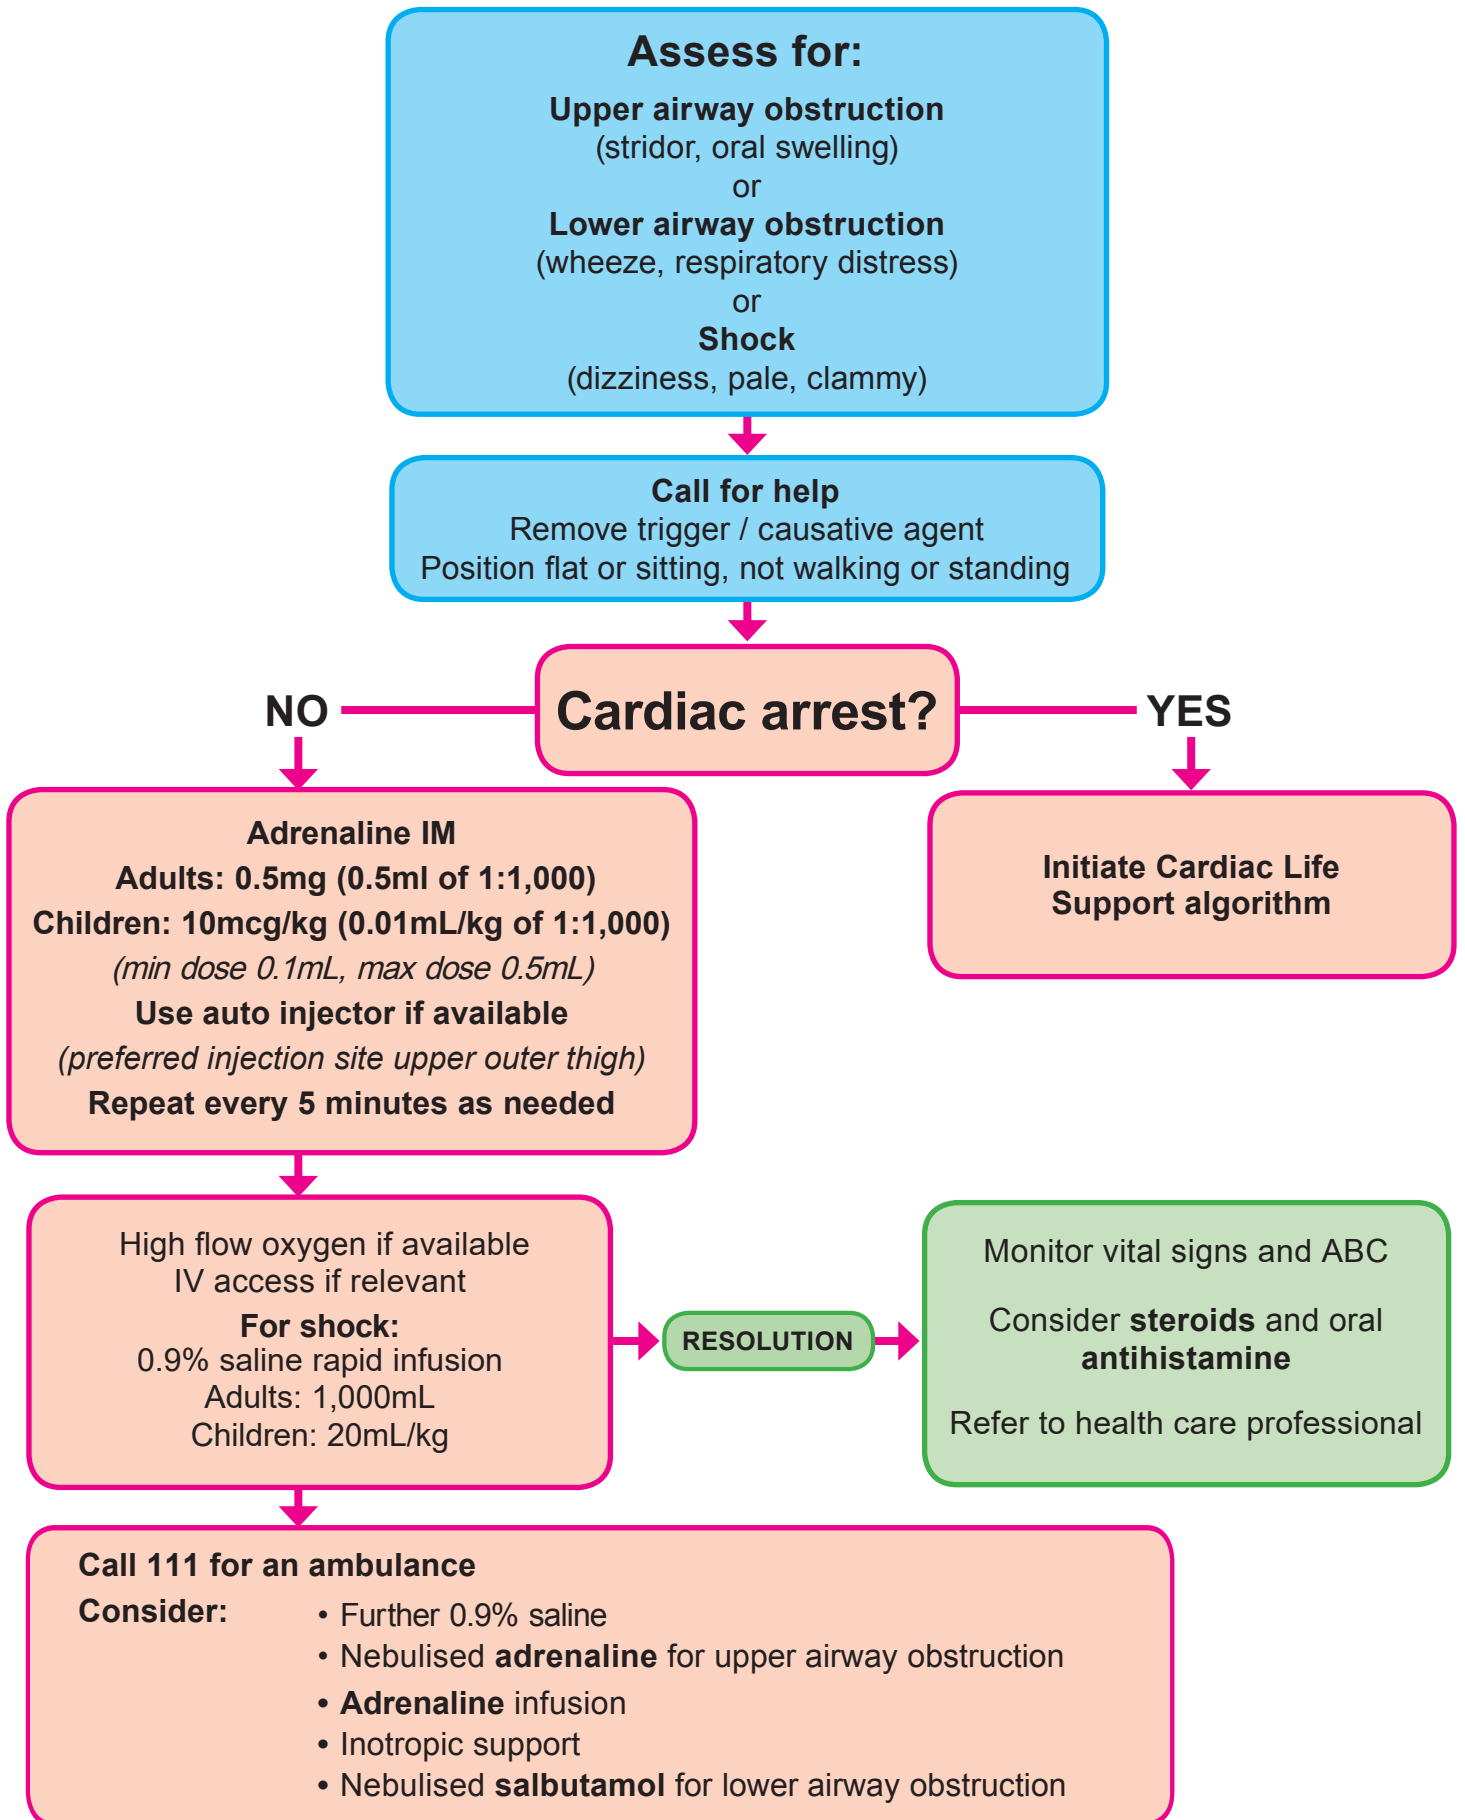 Assess for:
Upper airway obstruction
(stridor, oral swelling)
or
Lower airway obstruction
(wheeze, respiratory distress)
or
Shock
(dizziness, pale, clammy)
Call for help
Remove trigger / causative agent
Position flat or sitting, not walking or standing
Cardiac arrest?
NO
YES
Adrenaline IM
Adults: 0.5mg (0.5ml of 1:1,000)
Children: 10mcg/kg (0.01mL/kg of 1:1,000)
(min dose 0.1mL, max dose 0.5mL)
Use auto injector if available
(preferred injection site upper outer thigh)
Repeat every 5 minutes as needed
Initiate Cardiac Life
Support algorithm
High flow oxygen if available
IV access if relevant
For shock:
0.9% saline rapid infusion
Adults: 1,000mL
Children: 20mL/kg
RESOLUTION
Monitor vital signs and ABC
Consider steroids and oral
antihistamine
Refer to health care professional
Call 111 for an ambulance
Consider:
• Further 0.9% saline
• Nebulised adrenaline for upper airway obstruction
• Adrenaline infusion
• Inotropic support
• Nebulised salbutamol for lower airway obstruction